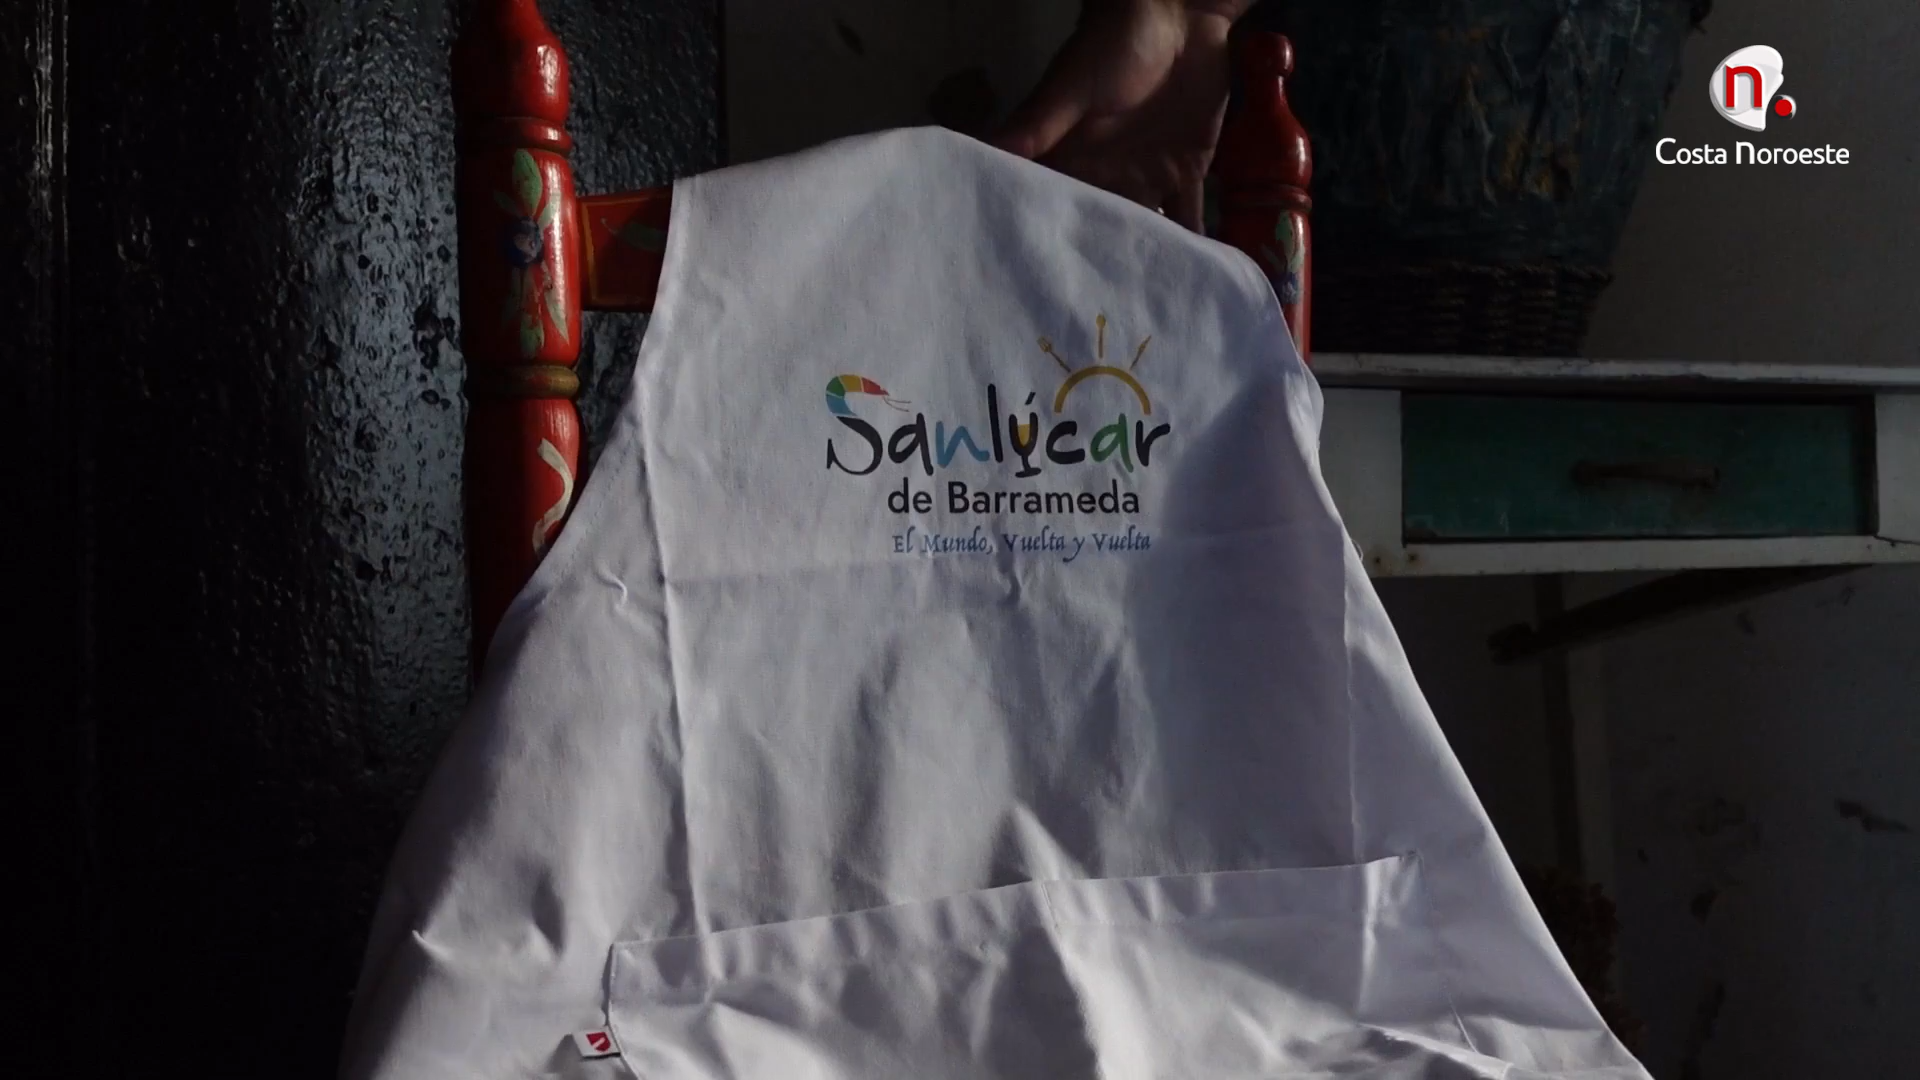 n.
Costa Noroeste
Sanlúcar
de Barrameda
El Mundo, Vuelta y Vuelta